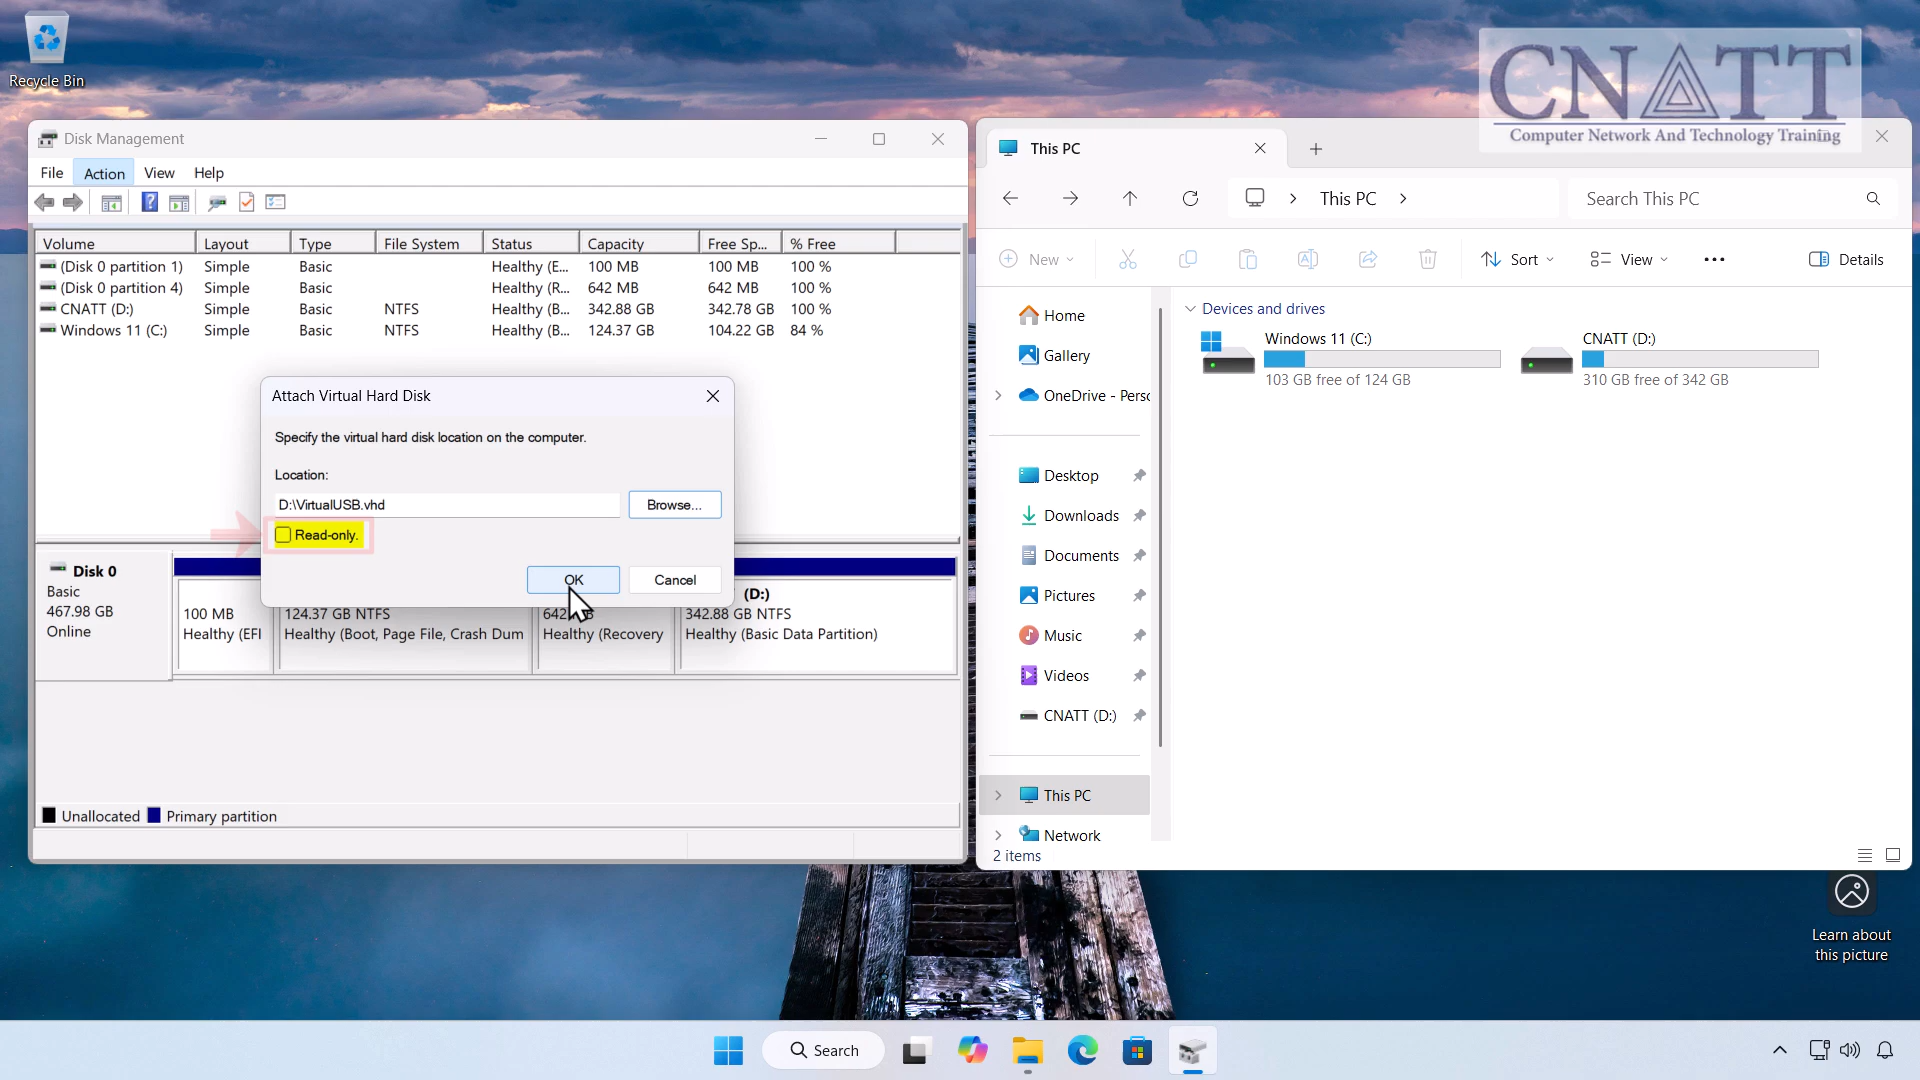 Recycle Bin
CNATT
Computer Network And Technology Training
Disk Management
File Action View Help
Volume Layout Type File System Status Capacity Free Sp... % Free
(Disk 0 partition 1) Simple Basic Healthy (E... 100 MB 100 MB 100 %
(Disk 0 partition 4) Simple Basic Healthy (R... 642 MB 642 MB 100 %
CNATT (D:) Simple Basic NTFS Healthy (B... 342.88 GB 342.78 GB 100 %
Windows 11 (C:) Simple Basic NTFS Healthy (B... 124.37 GB 104.22 GB 84 %
Attach Virtual Hard Disk
Specify the virtual hard disk location on the computer.
Location:
D:\VirtualUSB.vhd Browse...
Read-only.
OK Cancel
Disk 0
Basic
467.98 GB
Online
100 MB
Healthy (EFI
124.37 GB NTFS
Healthy (Boot, Page File, Crash Dum
Healthy (Recovery
(D:)
342.88 GB NTFS
Healthy (Basic Data Partition)
Unallocated Primary partition
This PC
This PC
Search This PC
New Sort View Details
Home
Gallery
OneDrive - Pers
Desktop
Downloads
Documents
Pictures
Music
Videos
CNATT (D:)
This PC
Network
2 items
Devices and drives
Windows 11 (C:)
103 GB free of 124 GB
CNATT (D:)
310 GB free of 342 GB
Learn about
this picture
Search